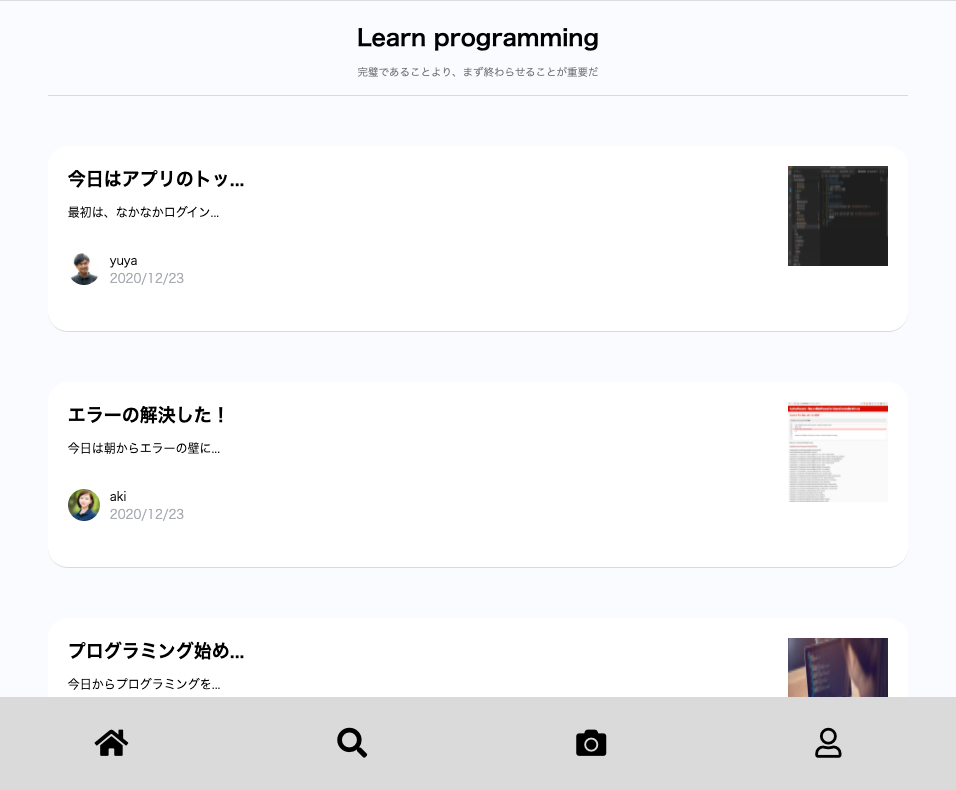 Learn programming
完璧であることより、まず終わらせることが重要だ
今日はアプリのトッ...
最初は、なかなかログイン...
yuya
2020/12/23
エラーの解決した！
今日は朝からエラーの壁に...
aki
2020/12/23
プログラミング始め...
今日からプログラミングを...